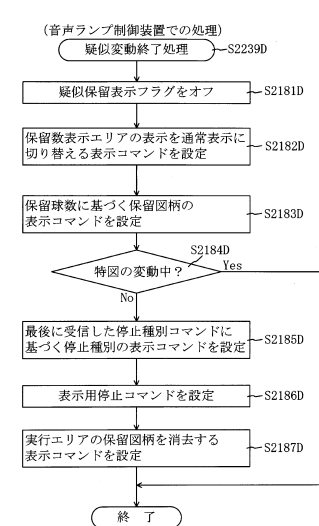 (音声ランプ制御装置での処理)
疑似変動終了処理
S2239D
疑似保留表示フラグをオフ
S2181D
保留数表示エリアの表示を通常表示に
切り替える表示コマンドを設定
S2182D
保留球数に基づく保留図柄の
表示コマンドを設定
S2183D
S2184D
特図の変動中?
Yes
No
最後に受信した停止種別コマンドに
基づく停止種別の表示コマンドを設定
S2185D
表示用停止コマンドを設定
S2186D
実行エリアの保留図柄を消去する
表示コマンドを設定
S2187D
終 了